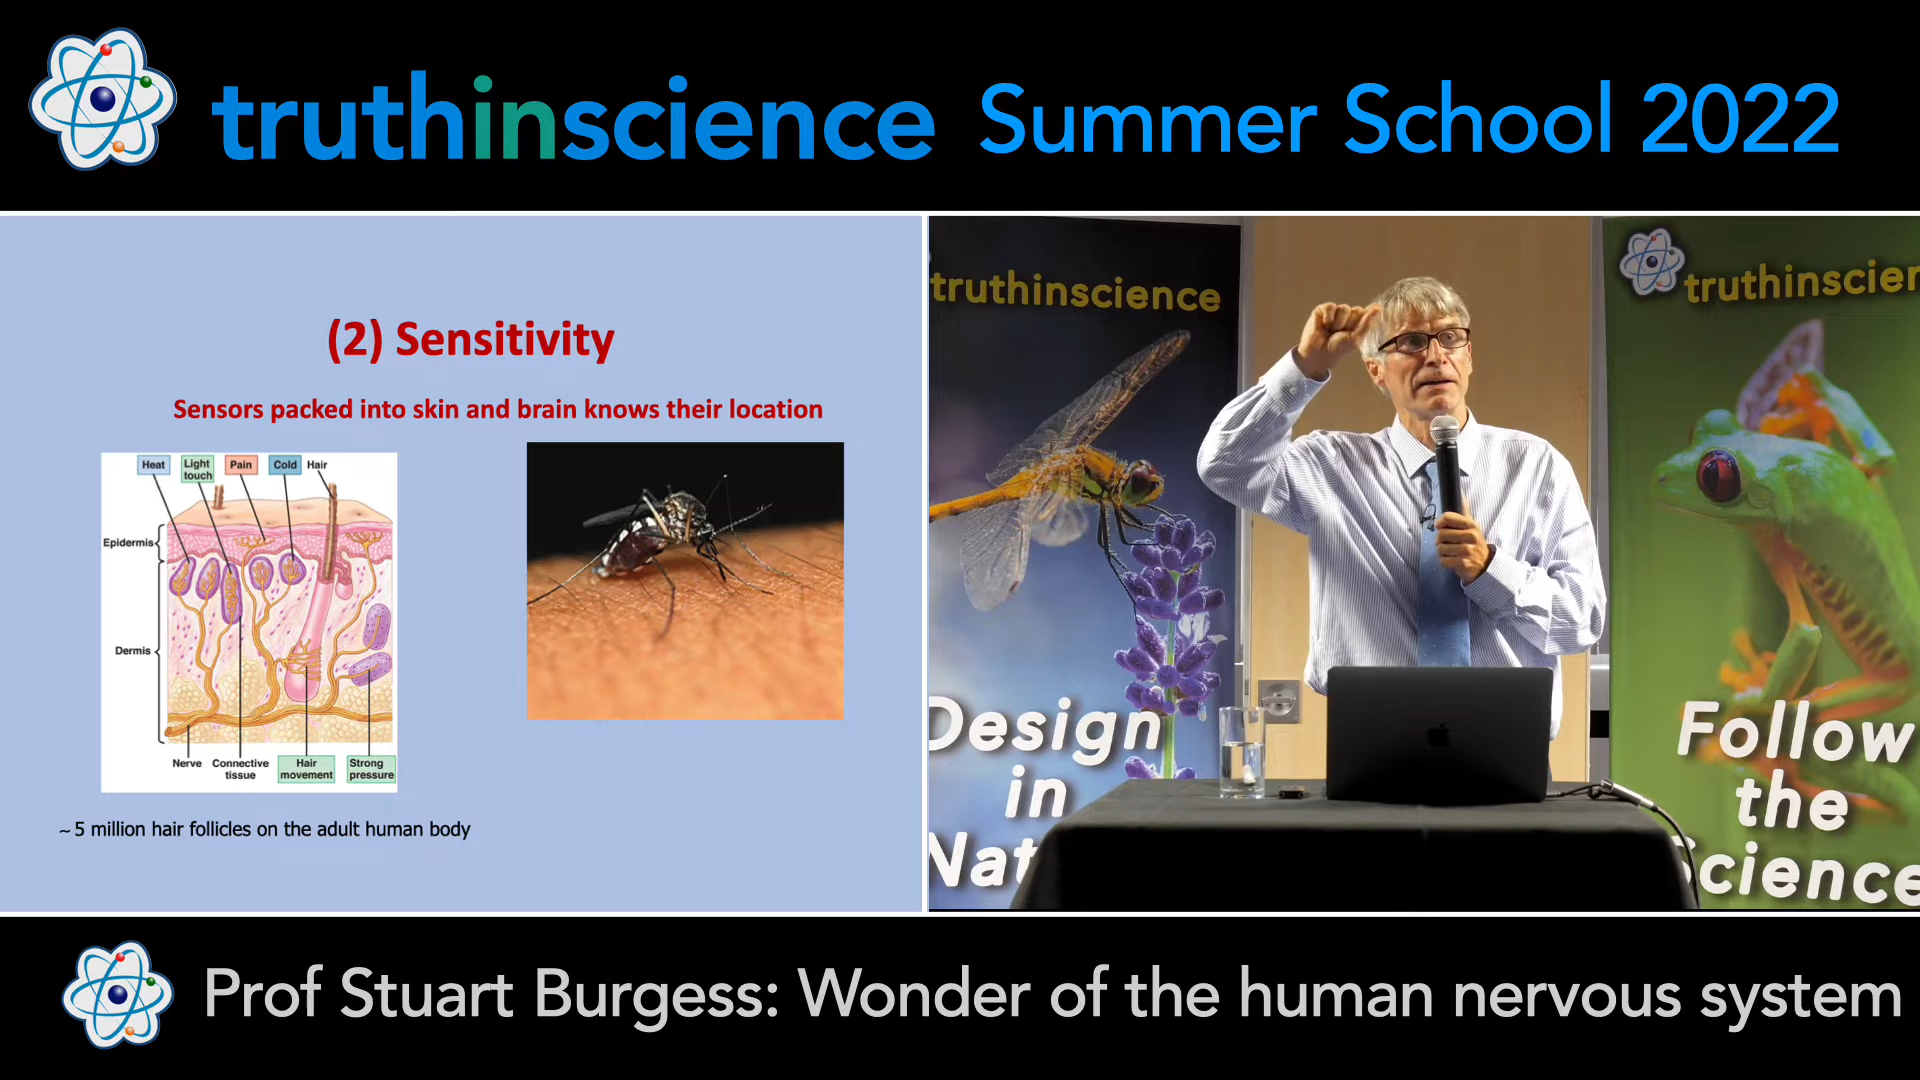 truthinscience Summer School 2022
(2) Sensitivity
Sensors packed into skin and brain knows their location
Heat
Light
touch
Pain
Cold
Hair
Epidermis
Dermis
Nerve
Connective
tissue
Hair
movement
Strong
pressure
~ 5 million hair follicles on the adult human body
truthinscience
Design
in
Nat
truthinscien
Follow
the
Science
Prof Stuart Burgess: Wonder of the human nervous system